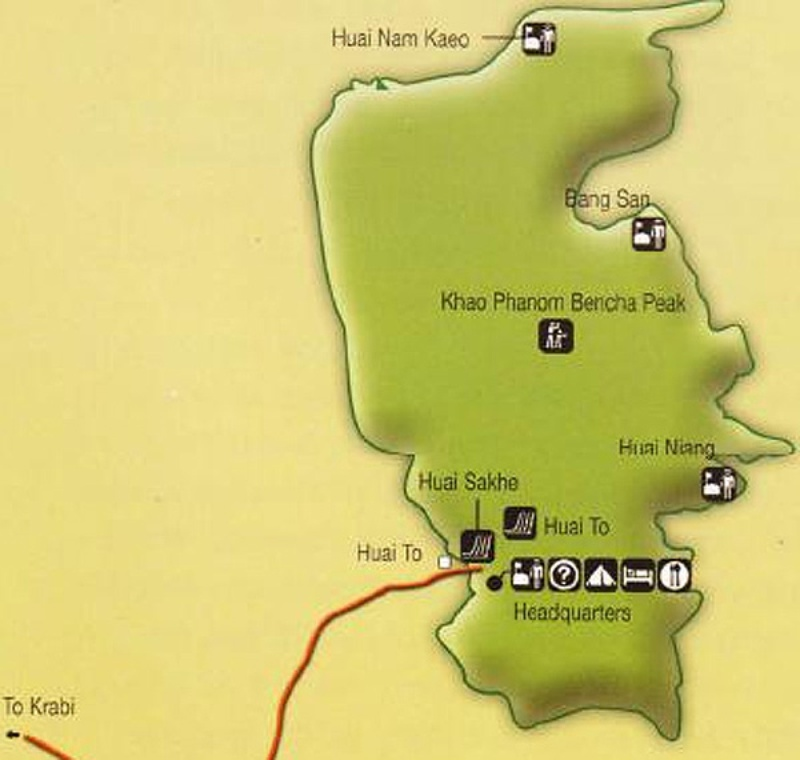 Huai Nam Kaeo
Bang San
Khao Phanom Bencha Peak
Huai Niang
Huai Sakhe
Huai To
Huai To
?
Headquarters
To Krabi